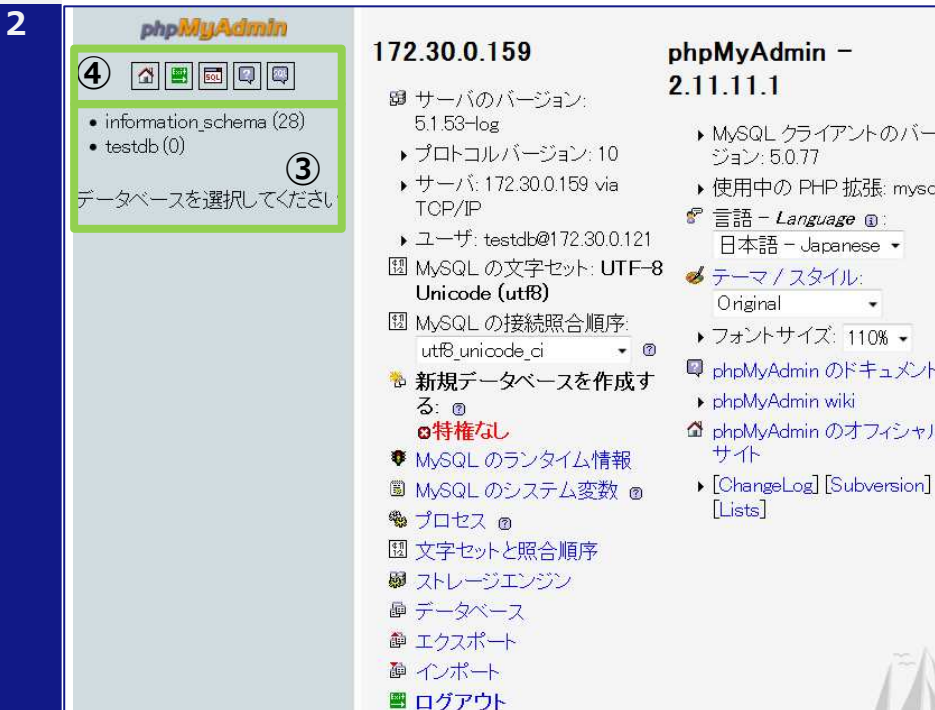 2
phpMyAdmin
④
Exit
SQL
SQL
information_schema (28)
testdb (0)
③
データベースを選択してください
172.30.0.159
サーバのバージョン:
5.1.53-log
プロトコルバージョン: 10
サーバ: 172.30.0.159 via
TCP/IP
ユーザ: testdb@172.30.0.121
MySQL の文字セット: UTF-8
Unicode (utf8)
MySQL の接続照合順序:
utf8_unicode_ci
新規データベースを作成す
る:
特権なし
MySQL のランタイム情報
MySQL のシステム変数
プロセス
文字セットと照合順序
ストレージエンジン
データベース
エクスポート
インポート
ログアウト
phpMyAdmin -
2.11.11.1
MySQL クライアントのバー
ジョン: 5.0.77
使用中の PHP 拡張:
言語 - Language
日本語 - Japanese
テーマ / スタイル:
Original
フォントサイズ: 110%
phpMyAdmin のドキュメント
phpMyAdmin wiki
phpMyAdmin のオフィシャル
サイト
[ChangeLog] [Subversion]
[Lists]